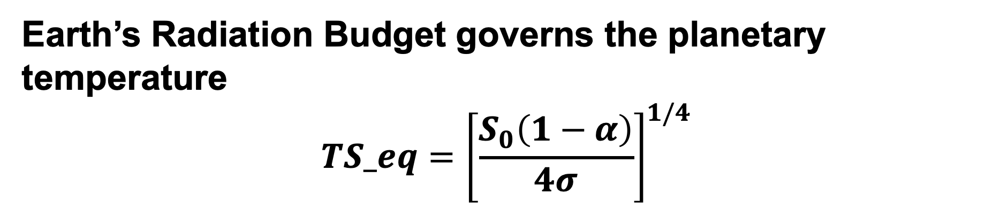 Earth’s Radiation Budget governs the planetary
temperature
TS_eq = [S₀(1 − α) / 4σ]^1/4